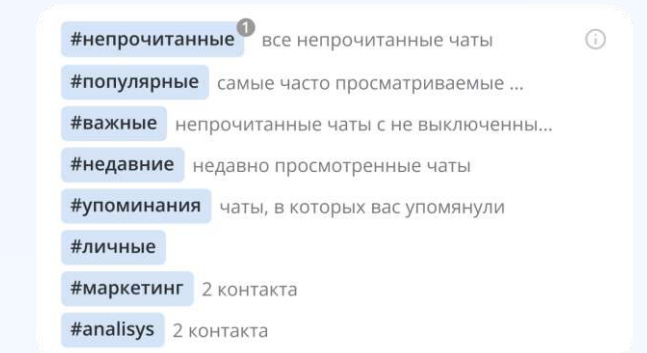 #непрочитанные 1 все непрочитанные чаты
#популярные самые часто просматриваемые ...
#важные непрочитанные чаты с не выключенны...
#недавние недавно просмотренные чаты
#упоминания чаты, в которых вас упомянули
#личные
#маркетинг 2 контакта
#analisys 2 контакта